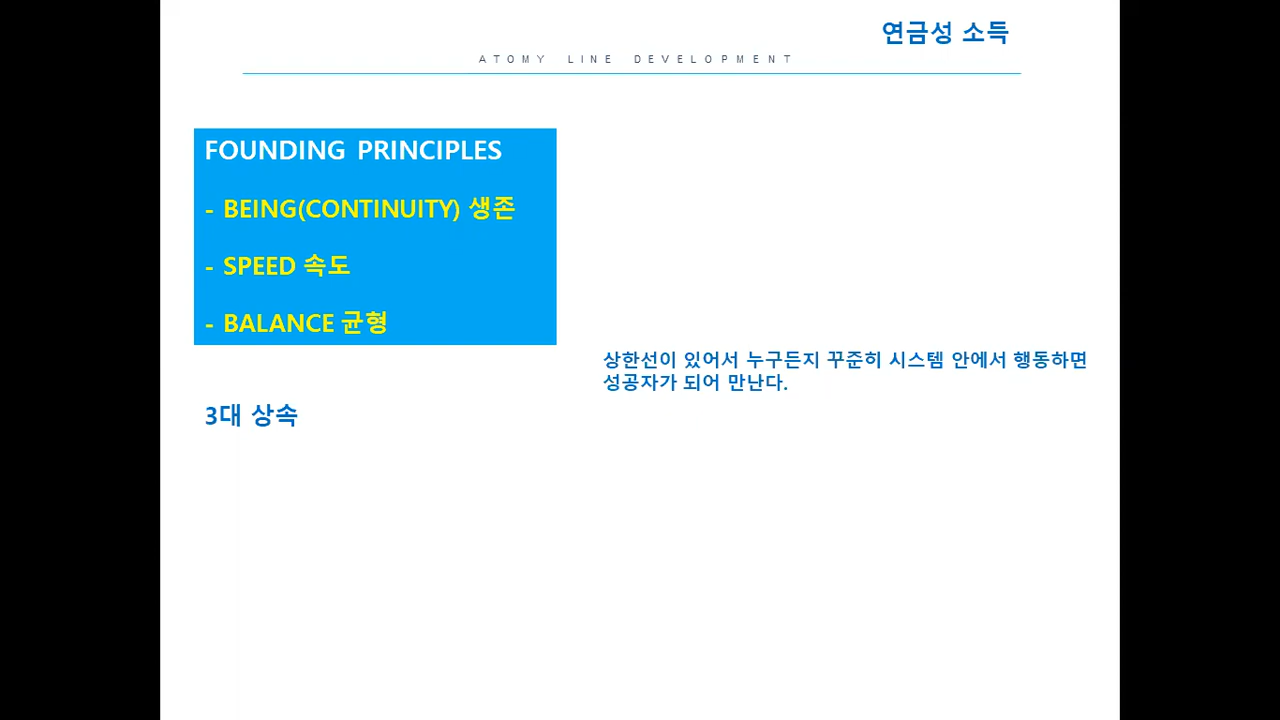 연금성 소득
ATOMY LINE DEVELOPMENT
FOUNDING PRINCIPLES
- BEING(CONTINUITY) 생존
- SPEED 속도
- BALANCE 균형
상한선이 있어서 누구든지 꾸준히 시스템 안에서 행동하면
성공자가 되어 만난다.
3대 상속